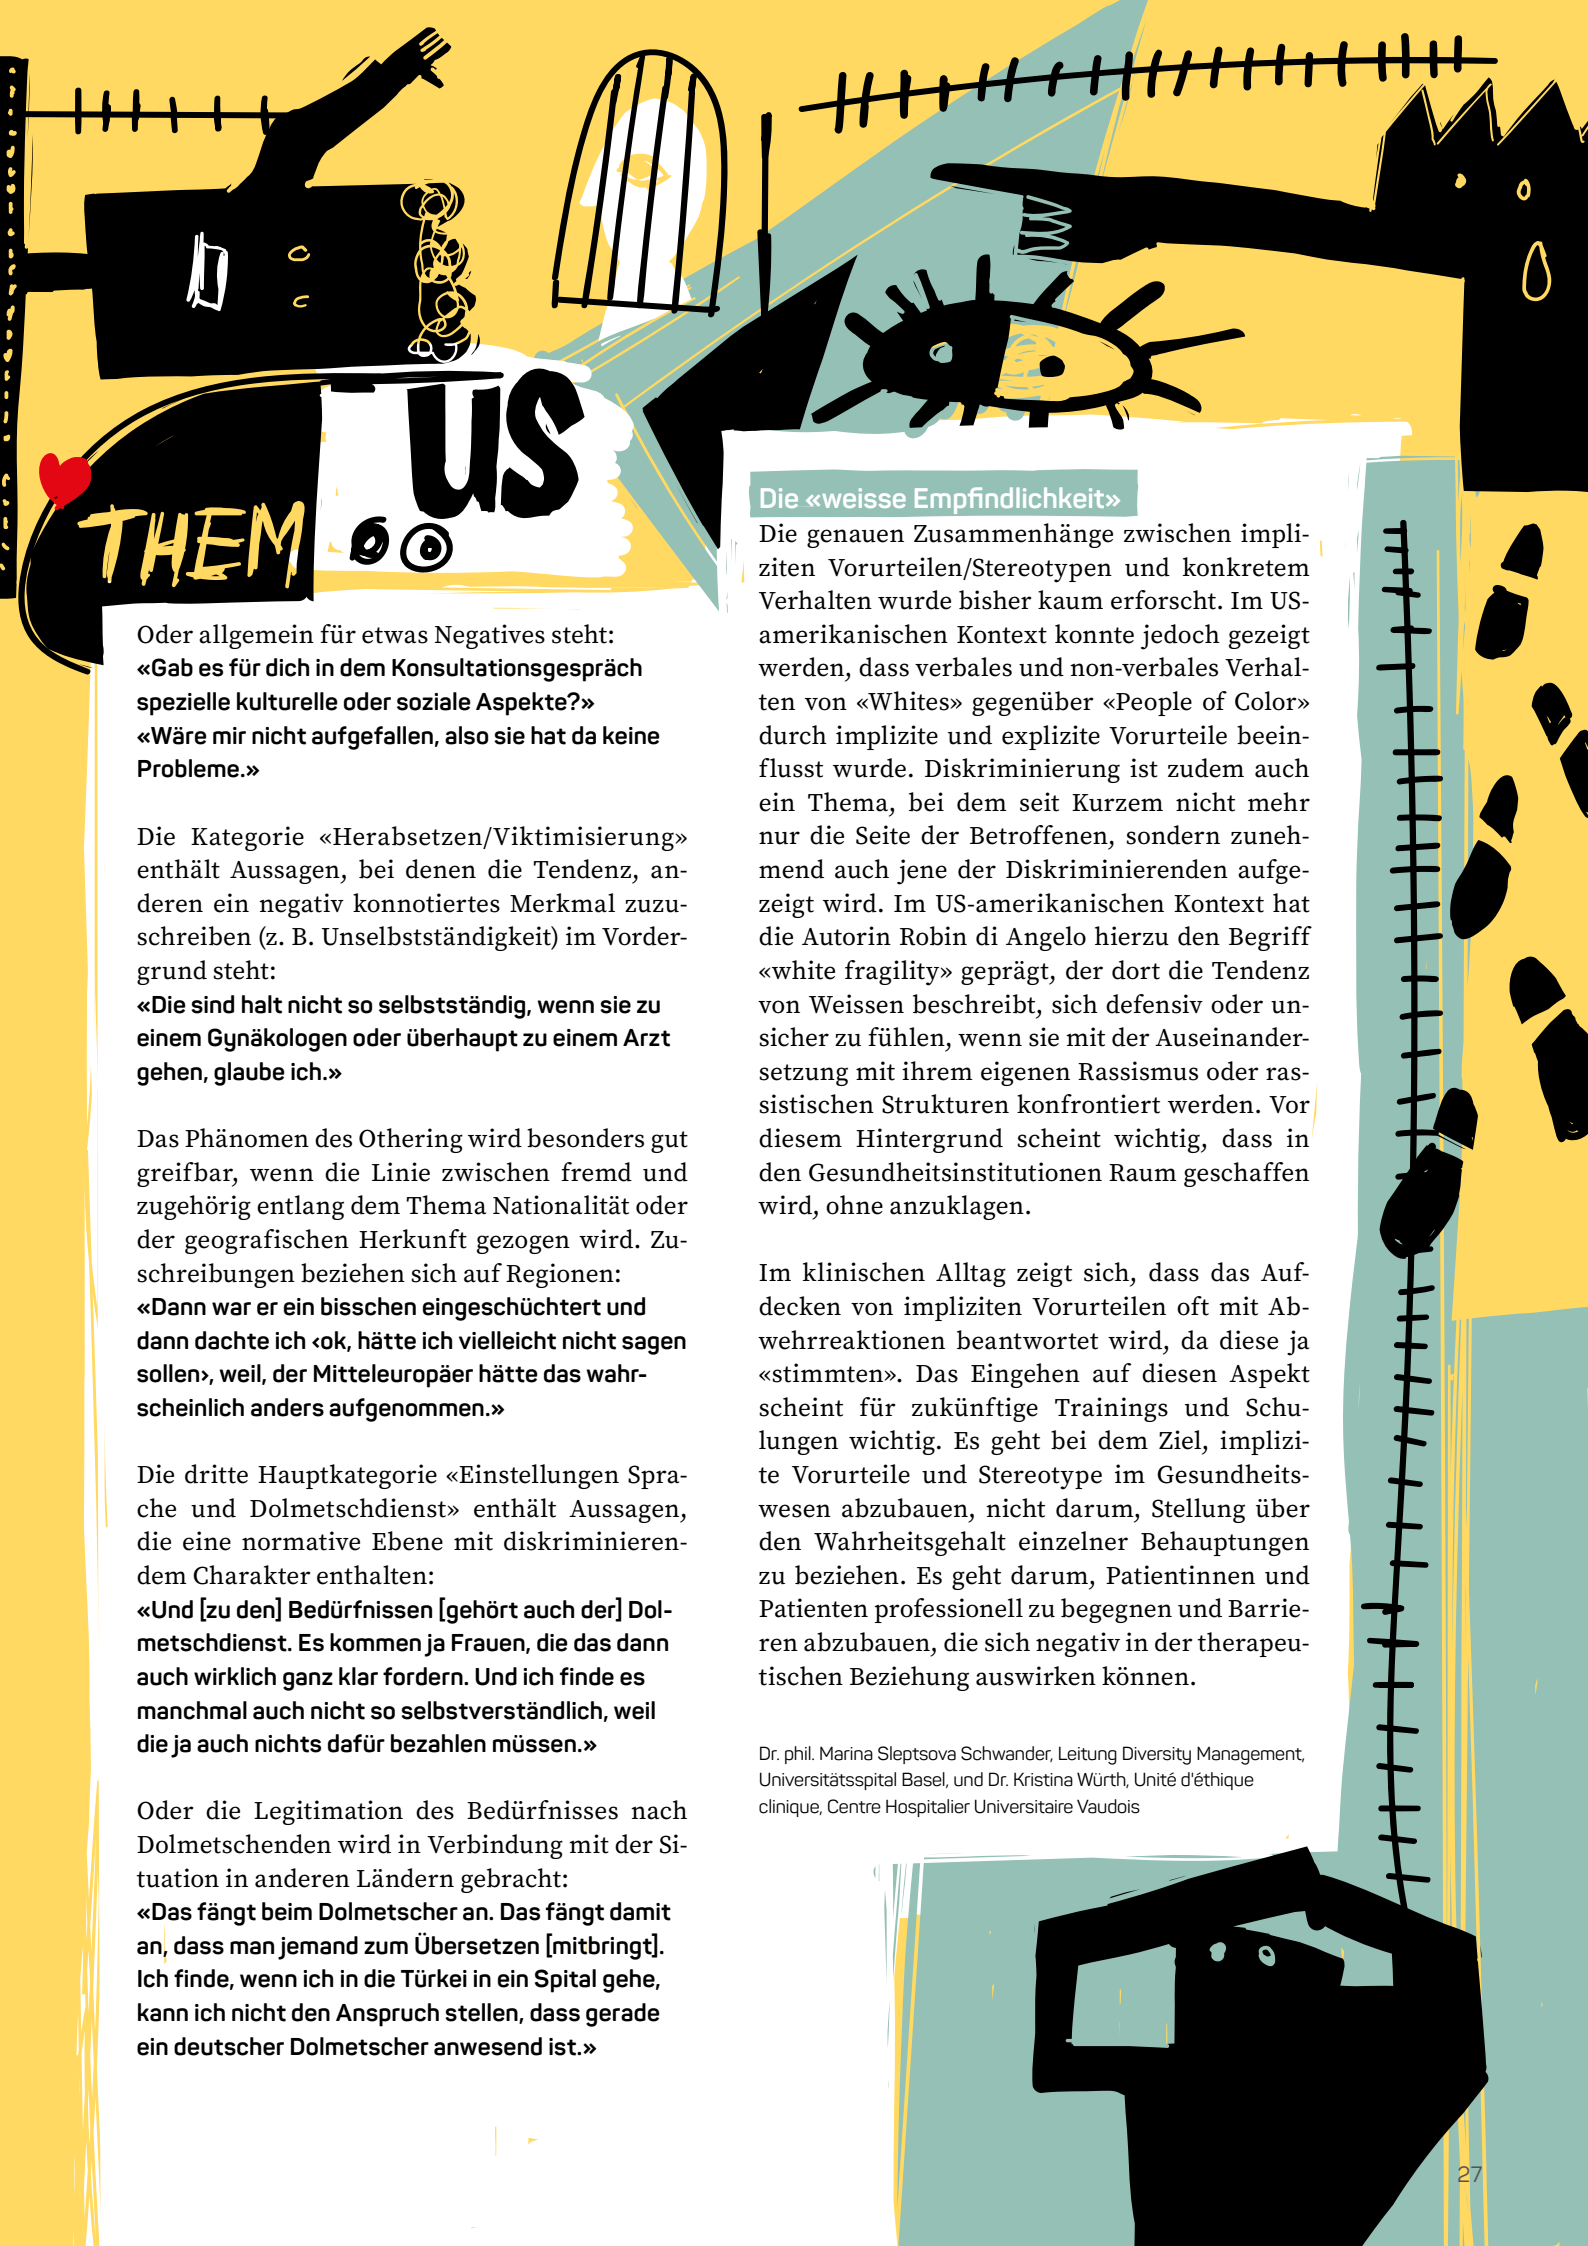 US
THEM
Oder allgemein für etwas Negatives steht:
«Gab es für dich in dem Konsultationsgespräch
spezielle kulturelle oder soziale Aspekte?»
«Wäre mir nicht aufgefallen, also sie hat da keine
Probleme.»
Die Kategorie «Herabsetzen/Viktimisierung»
enthält Aussagen, bei denen die Tendenz, an-
deren ein negativ konnotiertes Merkmal zuzu-
schreiben (z. B. Unselbstständigkeit) im Vorder-
grund steht:
«Die sind halt nicht so selbstständig, wenn sie zu
einem Gynäkologen oder überhaupt zu einem Arzt
gehen, glaube ich.»
Das Phänomen des Othering wird besonders gut
greifbar, wenn die Linie zwischen fremd und
zugehörig entlang dem Thema Nationalität oder
der geografischen Herkunft gezogen wird. Zu-
schreibungen beziehen sich auf Regionen:
«Dann war er ein bisschen eingeschüchtert und
dann dachte ich ‹ok, hätte ich vielleicht nicht sagen
sollen›, weil, der Mitteleuropäer hätte das wahr-
scheinlich anders aufgenommen.»
Die dritte Hauptkategorie «Einstellungen Spra-
che und Dolmetschdienst» enthält Aussagen,
die eine normative Ebene mit diskriminieren-
dem Charakter enthalten:
«Und [zu den] Bedürfnissen [gehört auch der] Dol-
metschdienst. Es kommen ja Frauen, die das dann
auch wirklich ganz klar fordern. Und ich finde es
manchmal auch nicht so selbstverständlich, weil
die ja auch nichts dafür bezahlen müssen.»
Oder die Legitimation des Bedürfnisses nach
Dolmetschenden wird in Verbindung mit der Si-
tuation in anderen Ländern gebracht:
«Das fängt beim Dolmetscher an. Das fängt damit
an, dass man jemand zum Übersetzen [mitbringt].
Ich finde, wenn ich in die Türkei in ein Spital gehe,
kann ich nicht den Anspruch stellen, dass gerade
ein deutscher Dolmetscher anwesend ist.»
Die «weisse Empfindlichkeit»
Die genauen Zusammenhänge zwischen impli-
ziten Vorurteilen/Stereotypen und konkretem
Verhalten wurde bisher kaum erforscht. Im US-
amerikanischen Kontext konnte jedoch gezeigt
werden, dass verbales und non-verbales Verhal-
ten von «Whites» gegenüber «People of Color»
durch implizite und explizite Vorurteile beein-
flusst wurde. Diskriminierung ist zudem auch
ein Thema, bei dem seit Kurzem nicht mehr
nur die Seite der Betroffenen, sondern zuneh-
mend auch jene der Diskriminierenden aufge-
zeigt wird. Im US-amerikanischen Kontext hat
die Autorin Robin di Angelo hierzu den Begriff
«white fragility» geprägt, der dort die Tendenz
von Weissen beschreibt, sich defensiv oder un-
sicher zu fühlen, wenn sie mit der Auseinander-
setzung mit ihrem eigenen Rassismus oder ras-
sistischen Strukturen konfrontiert werden. Vor
diesem Hintergrund scheint wichtig, dass in
den Gesundheitsinstitutionen Raum geschaffen
wird, ohne anzuklagen.
Im klinischen Alltag zeigt sich, dass das Auf-
decken von impliziten Vorurteilen oft mit Ab-
wehrreaktionen beantwortet wird, da diese ja
«stimmten». Das Eingehen auf diesen Aspekt
scheint für zukünftige Trainings und Schu-
lungen wichtig. Es geht bei dem Ziel, implizi-
te Vorurteile und Stereotype im Gesundheits-
wesen abzubauen, nicht darum, Stellung über
den Wahrheitsgehalt einzelner Behauptungen
zu beziehen. Es geht darum, Patientinnen und
Patienten professionell zu begegnen und Barrie-
ren abzubauen, die sich negativ in der therapeu-
tischen Beziehung auswirken können.
Dr. phil. Marina Sleptsova Schwander, Leitung Diversity Management,
Universitätsspital Basel, und Dr. Kristina Würth, Unité d'éthique
clinique, Centre Hospitalier Universitaire Vaudois
27